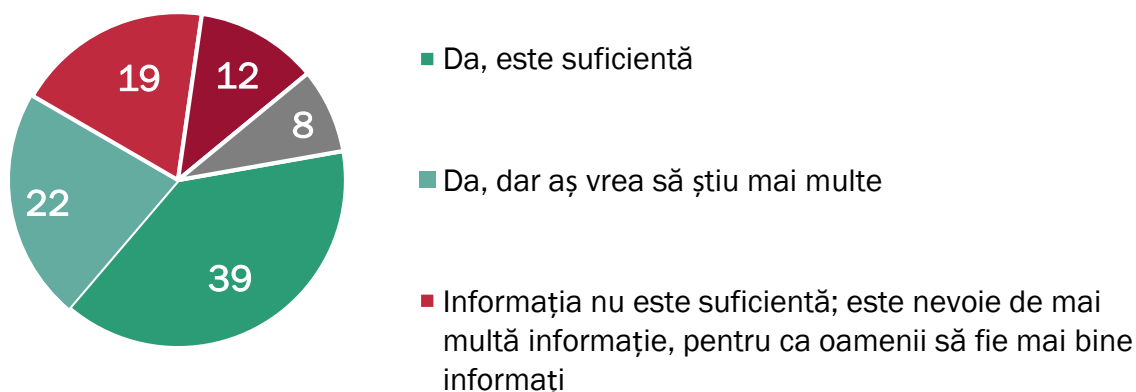 19
12
8
22
39
Da, este suficientă
Da, dar aș vrea să știu mai multe
Informația nu este suficientă; este nevoie de mai
multă informație, pentru ca oamenii să fie mai bine
informați